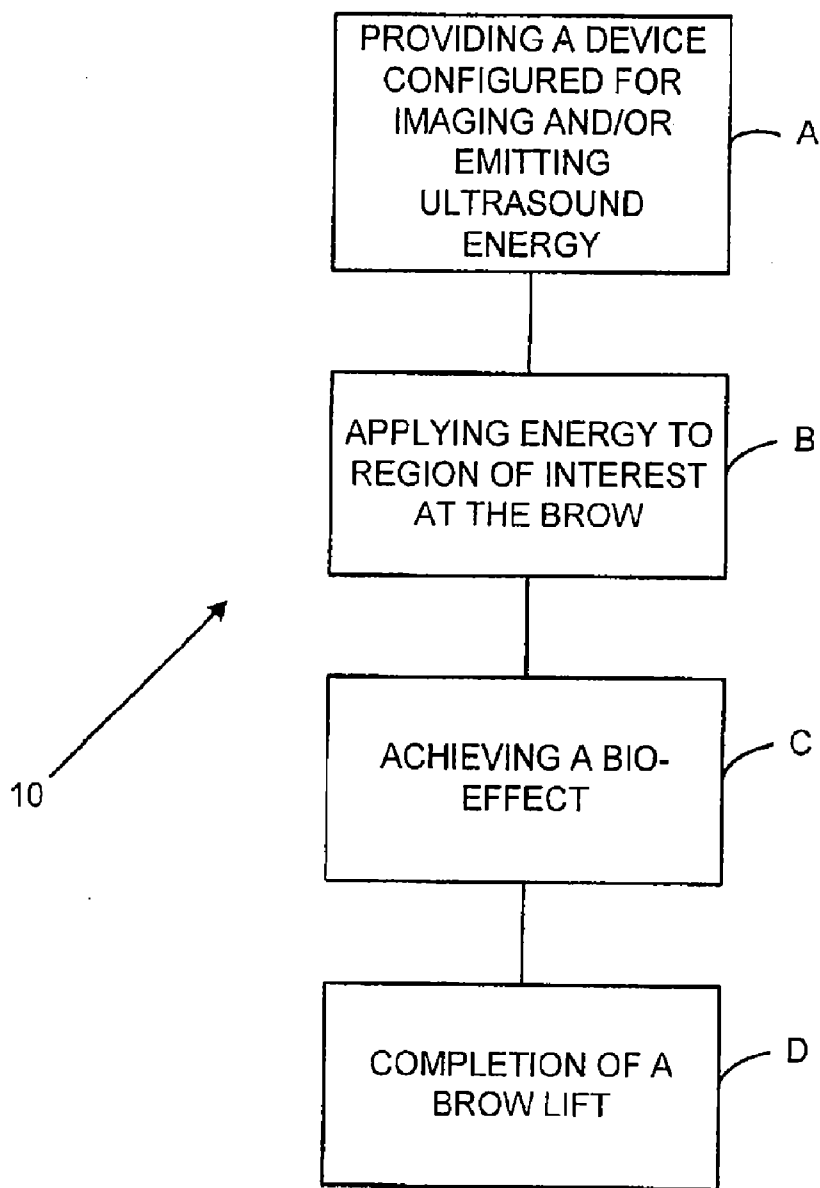 PROVIDING A DEVICE
CONFIGURED FOR
IMAGING AND/OR
EMITTING
ULTRASOUND
ENERGY
A
APPLYING ENERGY TO
REGION OF INTEREST
AT THE BROW
B
ACHIEVING A BIO-
EFFECT
C
10
COMPLETION OF A
BROW LIFT
D